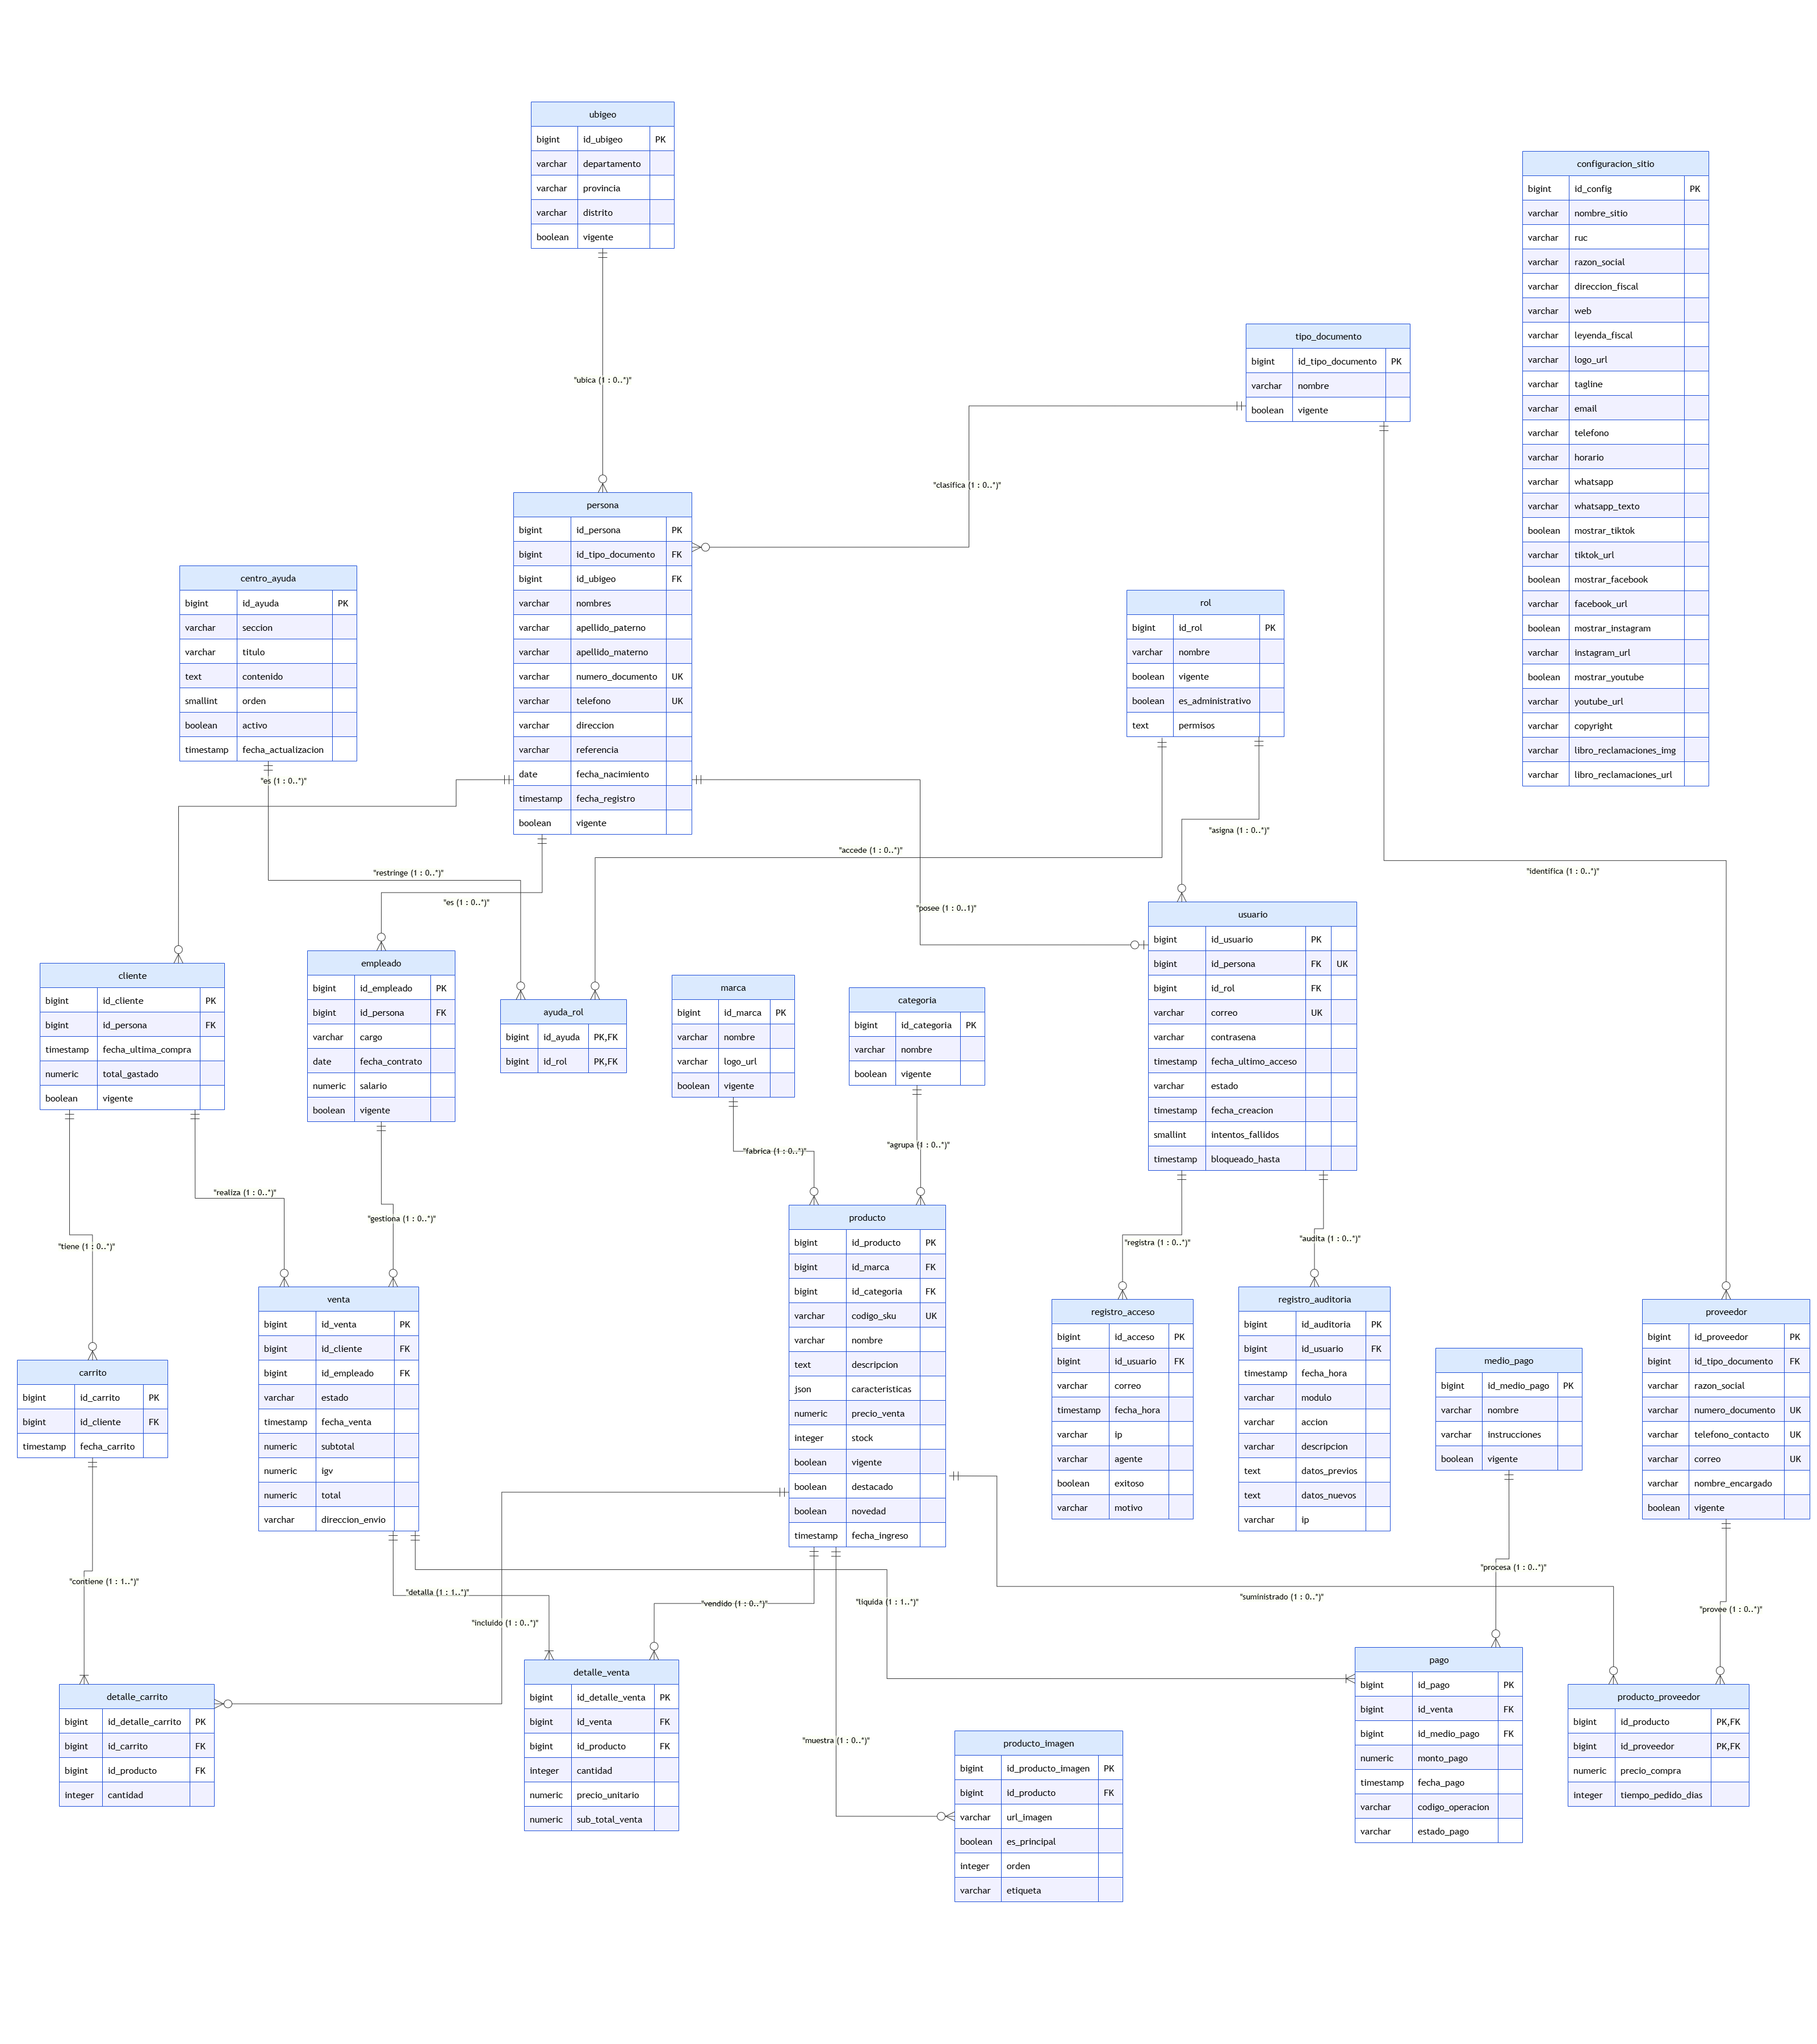 ubigeo
bigint id_ubigeo PK
varchar departamento
varchar provincia
varchar distrito
boolean vigente
configuracion_sitio
bigint id_config PK
varchar nombre_sitio
varchar ruc
varchar razon_social
varchar direccion_fiscal
varchar web
varchar leyenda_fiscal
varchar logo_url
varchar tagline
varchar email
varchar telefono
varchar horario
varchar whatsapp
varchar whatsapp_texto
boolean mostrar_tiktok
varchar tiktok_url
boolean mostrar_facebook
varchar facebook_url
boolean mostrar_instagram
varchar instagram_url
boolean mostrar_youtube
varchar youtube_url
varchar copyright
varchar libro_reclamaciones_img
varchar libro_reclamaciones_url
tipo_documento
bigint id_tipo_documento PK
varchar nombre
boolean vigente
"ubica (1 : 0..*)"
"clasifica (1 : 0..*)"
persona
bigint id_persona PK
bigint id_tipo_documento FK
bigint id_ubigeo FK
varchar nombres
varchar apellido_paterno
varchar apellido_materno
varchar numero_documento UK
varchar telefono UK
varchar direccion
varchar referencia
date fecha_nacimiento
timestamp fecha_registro
boolean vigente
centro_ayuda
bigint id_ayuda PK
varchar seccion
varchar titulo
text contenido
smallint orden
boolean activo
timestamp fecha_actualizacion
rol
bigint id_rol PK
varchar nombre
boolean vigente
boolean es_administrativo
text permisos
"es (1 : 0..*)"
"asigna (1 : 0..*)"
"accede (1 : 0..*)"
"restringe (1 : 0..*)"
"identifica (1 : 0..*)"
"es (1 : 0..*)"
"posee (1 : 0..1)"
usuario
bigint id_usuario PK
bigint id_persona FK UK
bigint id_rol FK
varchar correo UK
varchar contrasena
timestamp fecha_ultimo_acceso
varchar estado
timestamp fecha_creacion
smallint intentos_fallidos
timestamp bloqueado_hasta
cliente
bigint id_cliente PK
bigint id_persona FK
timestamp fecha_ultima_compra
numeric total_gastado
boolean vigente
empleado
bigint id_empleado PK
bigint id_persona FK
varchar cargo
date fecha_contrato
numeric salario
boolean vigente
ayuda_rol
bigint id_ayuda PK,FK
bigint id_rol PK,FK
marca
bigint id_marca PK
varchar nombre
varchar logo_url
boolean vigente
categoria
bigint id_categoria PK
varchar nombre
boolean vigente
"fabrica (1 : 0..*)"
"agrupa (1 : 0..*)"
"realiza (1 : 0..*)"
"gestiona (1 : 0..*)"
"tiene (1 : 0..*)"
"registra (1 : 0..*)"
"audita (1 : 0..*)"
producto
bigint id_producto PK
bigint id_marca FK
bigint id_categoria FK
varchar codigo_sku UK
varchar nombre
text descripcion
json caracteristicas
numeric precio_venta
integer stock
boolean vigente
boolean destacado
boolean novedad
timestamp fecha_ingreso
venta
bigint id_venta PK
bigint id_cliente FK
bigint id_empleado FK
varchar estado
timestamp fecha_venta
numeric subtotal
numeric igv
numeric total
varchar direccion_envio
registro_acceso
bigint id_acceso PK
bigint id_usuario FK
varchar correo
timestamp fecha_hora
varchar ip
varchar agente
boolean exitoso
varchar motivo
registro_auditoria
bigint id_auditoria PK
bigint id_usuario FK
timestamp fecha_hora
varchar modulo
varchar accion
varchar descripcion
text datos_previos
text datos_nuevos
varchar ip
proveedor
bigint id_proveedor PK
bigint id_tipo_documento FK
varchar razon_social
varchar numero_documento UK
varchar telefono_contacto UK
varchar correo UK
varchar nombre_encargado
boolean vigente
medio_pago
bigint id_medio_pago PK
varchar nombre
varchar instrucciones
boolean vigente
carrito
bigint id_carrito PK
bigint id_cliente FK
timestamp fecha_carrito
"contiene (1 : 1..*)"
"detalla (1 : 1..*)"
"incluido (1 : 0..*)"
"vendido (1 : 0..*)"
"liquida (1 : 1..*)"
"suministrado (1 : 0..*)"
"procesa (1 : 0..*)"
"provee (1 : 0..*)"
"muestra (1 : 0..*)"
detalle_carrito
bigint id_detalle_carrito PK
bigint id_carrito FK
bigint id_producto FK
integer cantidad
detalle_venta
bigint id_detalle_venta PK
bigint id_venta FK
bigint id_producto FK
integer cantidad
numeric precio_unitario
numeric sub_total_venta
producto_imagen
bigint id_producto_imagen PK
bigint id_producto FK
varchar url_imagen
boolean es_principal
integer orden
varchar etiqueta
pago
bigint id_pago PK
bigint id_venta FK
bigint id_medio_pago FK
numeric monto_pago
timestamp fecha_pago
varchar codigo_operacion
varchar estado_pago
producto_proveedor
bigint id_producto PK,FK
bigint id_proveedor PK,FK
numeric precio_compra
integer tiempo_pedido_dias